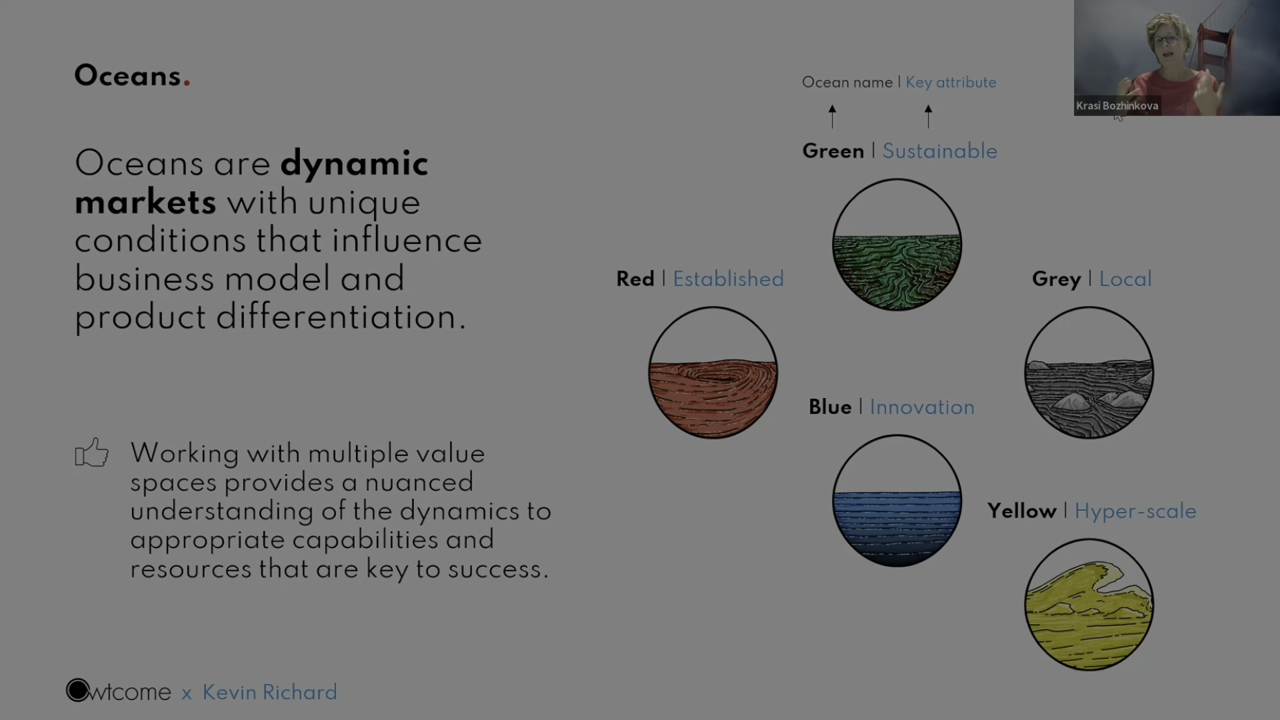 Oceans.
Oceans are dynamic
markets with unique
conditions that influence
business model and
product differentiation.
Working with multiple value
spaces provides a nuanced
understanding of the dynamics to
appropriate capabilities and
resources that are key to success.
Owtcome x Kevin Richard
Ocean name | Key attribute
Green | Sustainable
Red | Established
Grey | Local
Blue | Innovation
Yellow | Hyper-scale
Krasi Bozhinkova